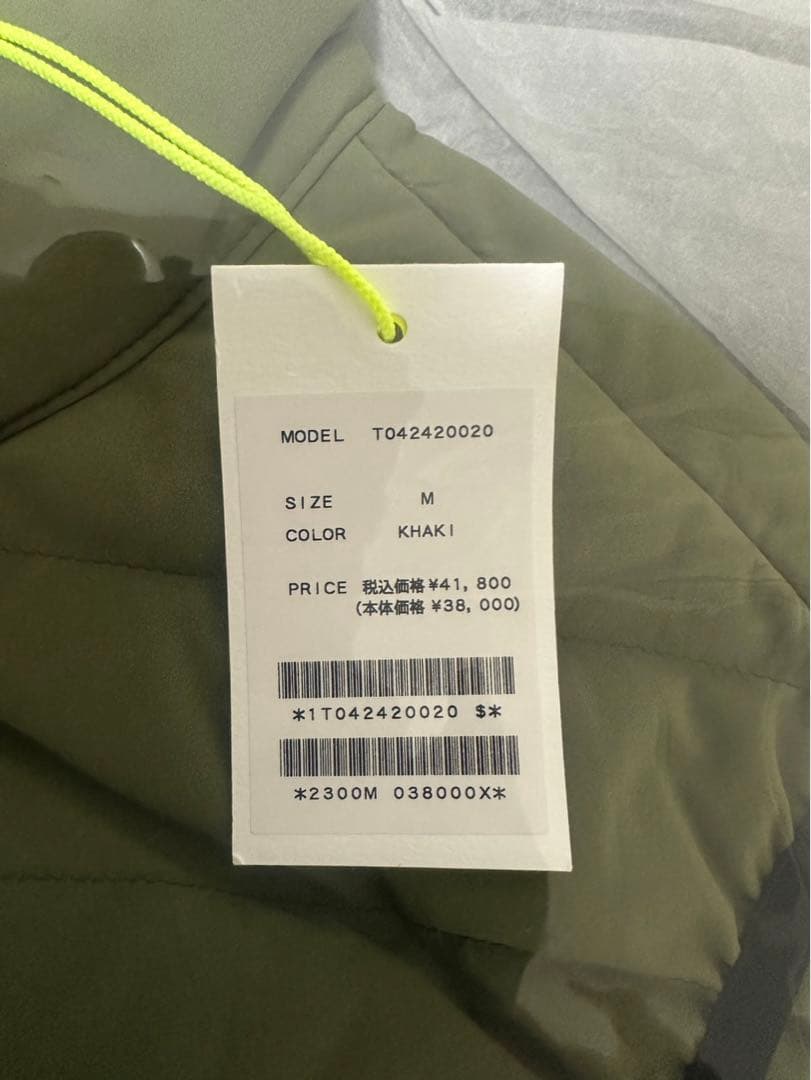 MODEL T042420020
SIZE M
COLOR KHAKI
PRICE 税込価格 ¥41,800
(本体価格 ¥38,000)
*1T042420020 $*
*2300M 038000X*